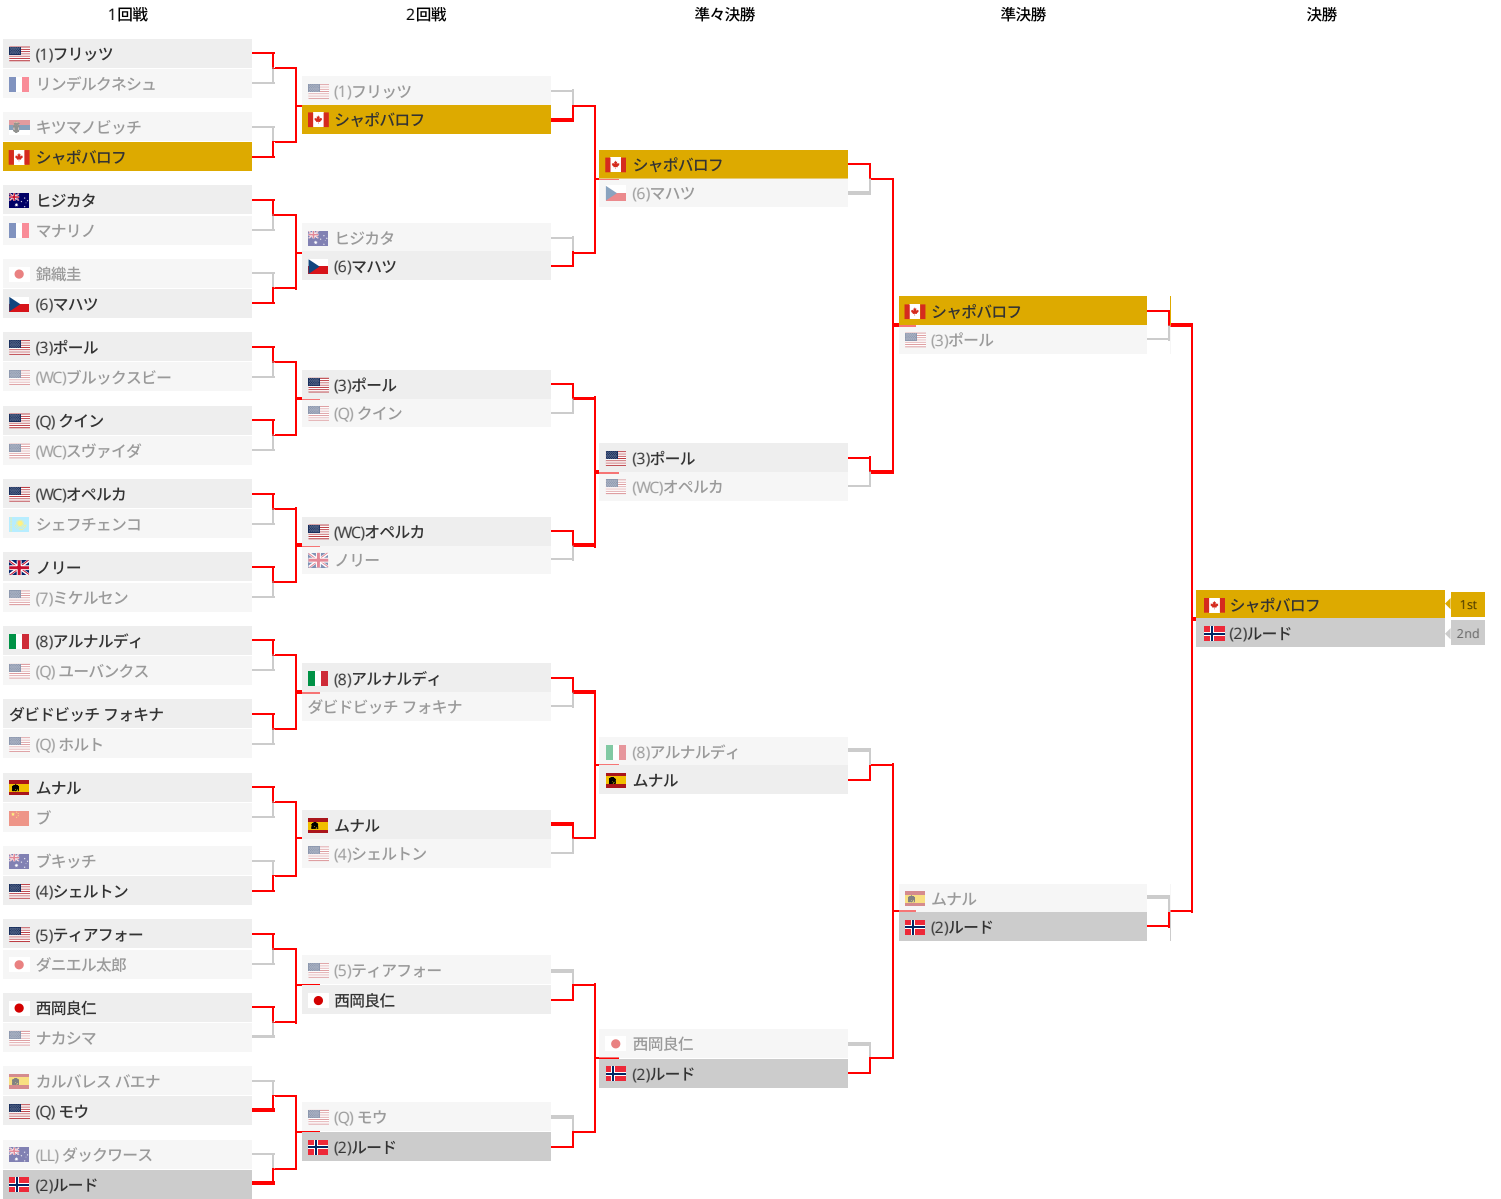 1回戦
2回戦
準々決勝
準決勝
決勝
(1)フリッツ
リンデルクネシュ
キツマノビッチ
シャポバロフ
ヒジカタ
マナリノ
錦織圭
(6)マハツ
(3)ポール
(WC)ブルックスビー
(Q) クイン
(WC)スヴァイダ
(WC)オペルカ
シェフチェンコ
ノリー
(7)ミケルセン
(8)アルナルディ
(Q) ユーバンクス
ダビドビッチ フォキナ
(Q) ホルト
ムナル
ブ
ブキッチ
(4)シェルトン
(5)ティアフォー
ダニエル太郎
西岡良仁
ナカシマ
カルバレス バエナ
(Q) モウ
(LL) ダックワース
(2)ルード
(1)フリッツ
シャポバロフ
ヒジカタ
(6)マハツ
(3)ポール
(Q) クイン
(WC)オペルカ
ノリー
(8)アルナルディ
ダビドビッチ フォキナ
ムナル
(4)シェルトン
(5)ティアフォー
西岡良仁
(Q) モウ
(2)ルード
シャポバロフ
(6)マハツ
(3)ポール
(WC)オペルカ
(8)アルナルディ
ムナル
西岡良仁
(2)ルード
シャポバロフ
(3)ポール
ムナル
(2)ルード
シャポバロフ
1st
(2)ルード
2nd